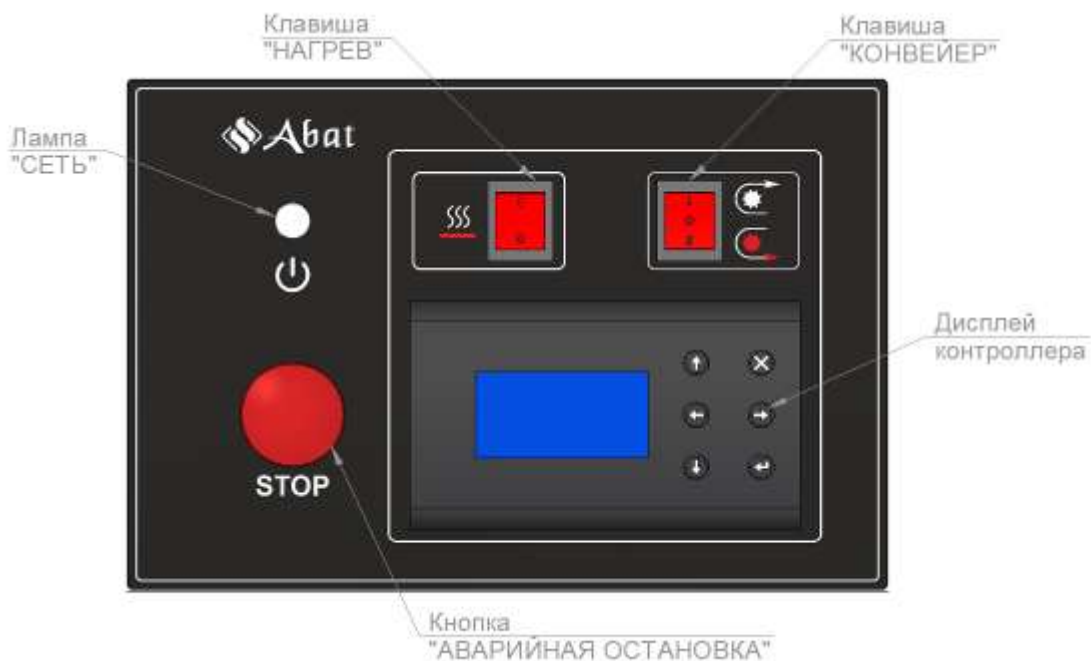 Клавиша
"НАГРЕВ"
Клавиша
"КОНВЕЙЕР"
Abat
Лампа
"СЕТЬ"
Дисплей
контроллера
STOP
Кнопка
"АВАРИЙНАЯ ОСТАНОВКА"